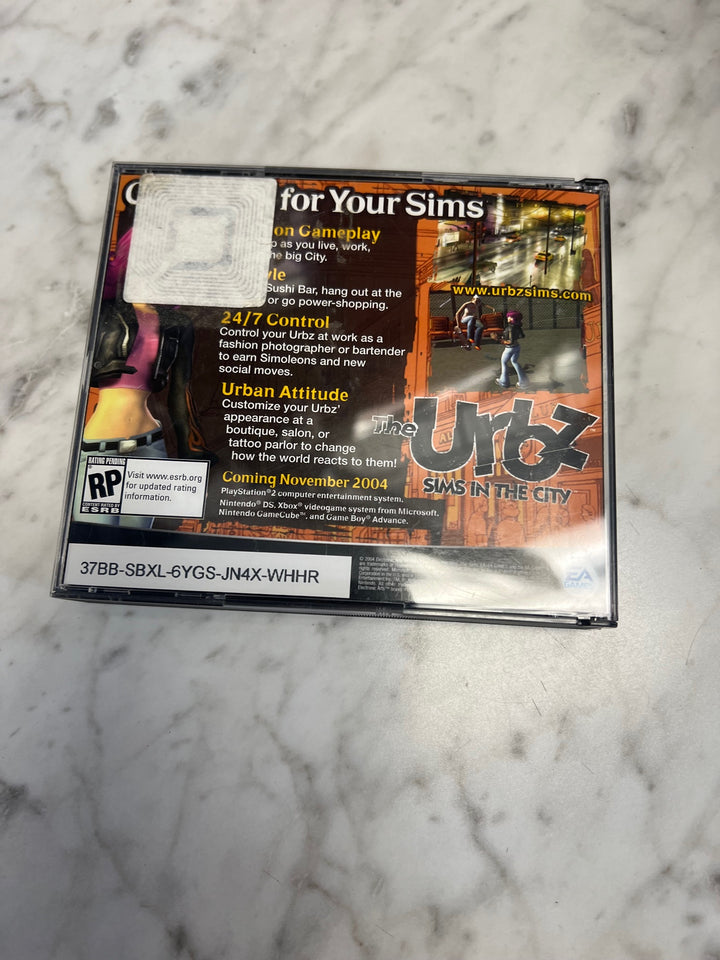 for Your Sims
on Gameplay
p as you live, work,
he big City.
yle
Sushi Bar, hang out at the
or go power-shopping.
24/7 Control
Control your Urbz at work as a
fashion photographer or bartender
to earn Simoleons and new
social moves.
Urban Attitude
Customize your Urbz'
appearance at a
boutique, salon, or
tattoo parlor to change
how the world reacts to them!
Coming November 2004
PlayStation®2 computer entertainment system,
Nintendo® DS, Xbox® videogame system from Microsoft,
Nintendo GameCube™, and Game Boy® Advance.
www.urbzsims.com
The Urbz
SIMS IN THE CITY
RATING PENDING
RP
CONTENT RATED BY
ESRB
Visit www.esrb.org
for updated rating
information.
37BB-SBXL-6YGS-JN4X-WHHR
EA
GAMES